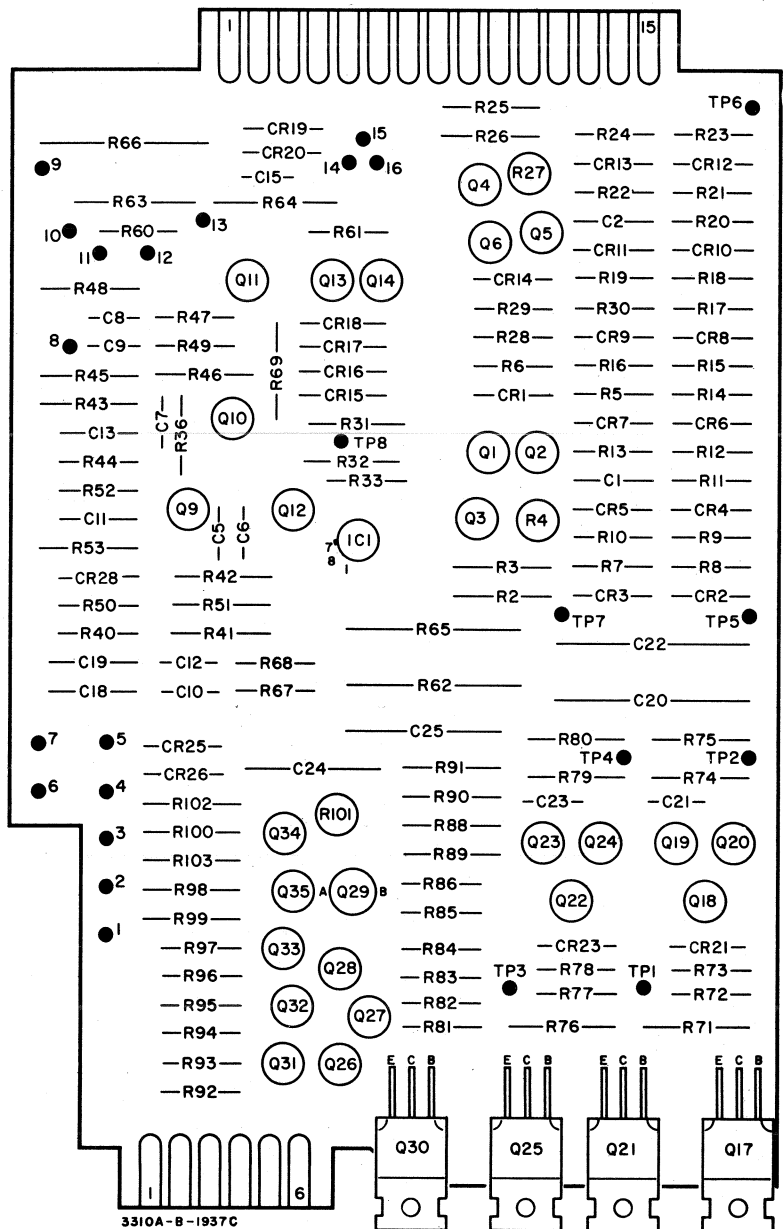 1 15
R25 TP6
R66 CR19 15 R26 R24 R23
CR20
9 14 16 CR13 CR12
C15 Q4 R27
R22 R21
R63 R64
13 C2 R20
10 R60 R61 Q6 Q5
11 12 CR11 CR10
Q11 Q13 Q14 CR14 R19 R18
R48
C8 R47 R29 R30 R17
CR18
8 C9 R49 CR17 R28 CR9 CR8
R69
R45 R46 CR16 R6 R16 R15
R43 CR15 CR1 R5 R14
C7 R36 Q10 R31 CR7 CR6
C13 TP8
R44 R32 Q1 Q2 R13 R12
R33 C1 R11
R52
Q9 C5 C6 Q12 Q3 R4 CR5 CR4
C11
R53 7 IC1 R10 R9
8 1
CR28 R42 R3 R7 R8
R50 R51 R2 CR3 CR2
TP7 TP5
R40 R41 R65
C22
C19 C12 R68
C18 C10 R67 R62
C20
C25
7 5 CR25 R80 R75
TP4 TP2
CR26 C24 R91 R79 R74
6 4 R102 R90 C23 C21
R101
3 R100 Q34 R88 Q23 Q24 Q19 Q20
R103 R89
2 R98 Q35 A Q29 B R86 Q22 Q18
R99 R85
1
R97 Q33 R84 CR23 CR21
R96 Q28 R83 R78 R73
TP3 TP1
R95 Q32 R82 R77 R72
Q27
R94 R81 R76 R71
R93 Q31 Q26 E C B E C B E C B E C B
R92
Q30 Q25 Q21 Q17
1 6
3310A-B-1937C